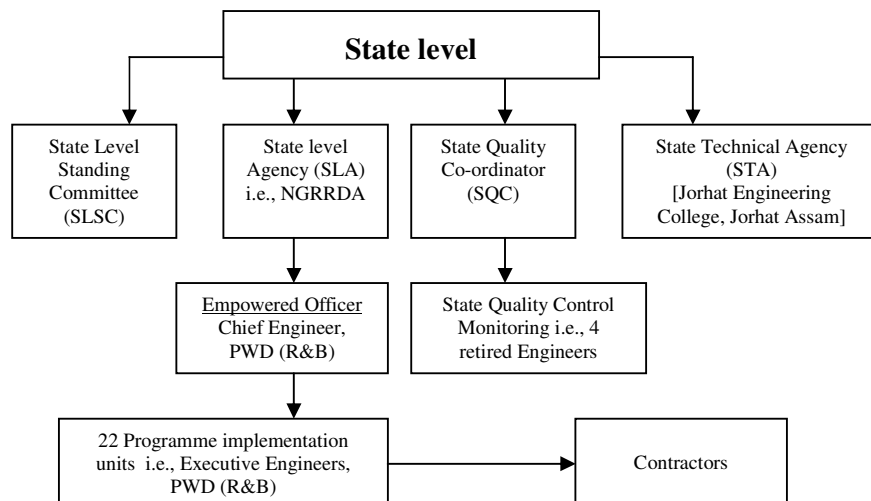 State level
State Level
Standing
Committee
(SLSC)
State level
Agency (SLA)
i.e., NGRRDA
State Quality
Co-ordinator
(SQC)
State Technical Agency
(STA)
[Jorhat Engineering
College, Jorhat Assam]
Empowered Officer
Chief Engineer,
PWD (R&B)
State Quality Control
Monitoring i.e., 4
retired Engineers
22 Programme implementation
units i.e., Executive Engineers,
PWD (R&B)
Contractors